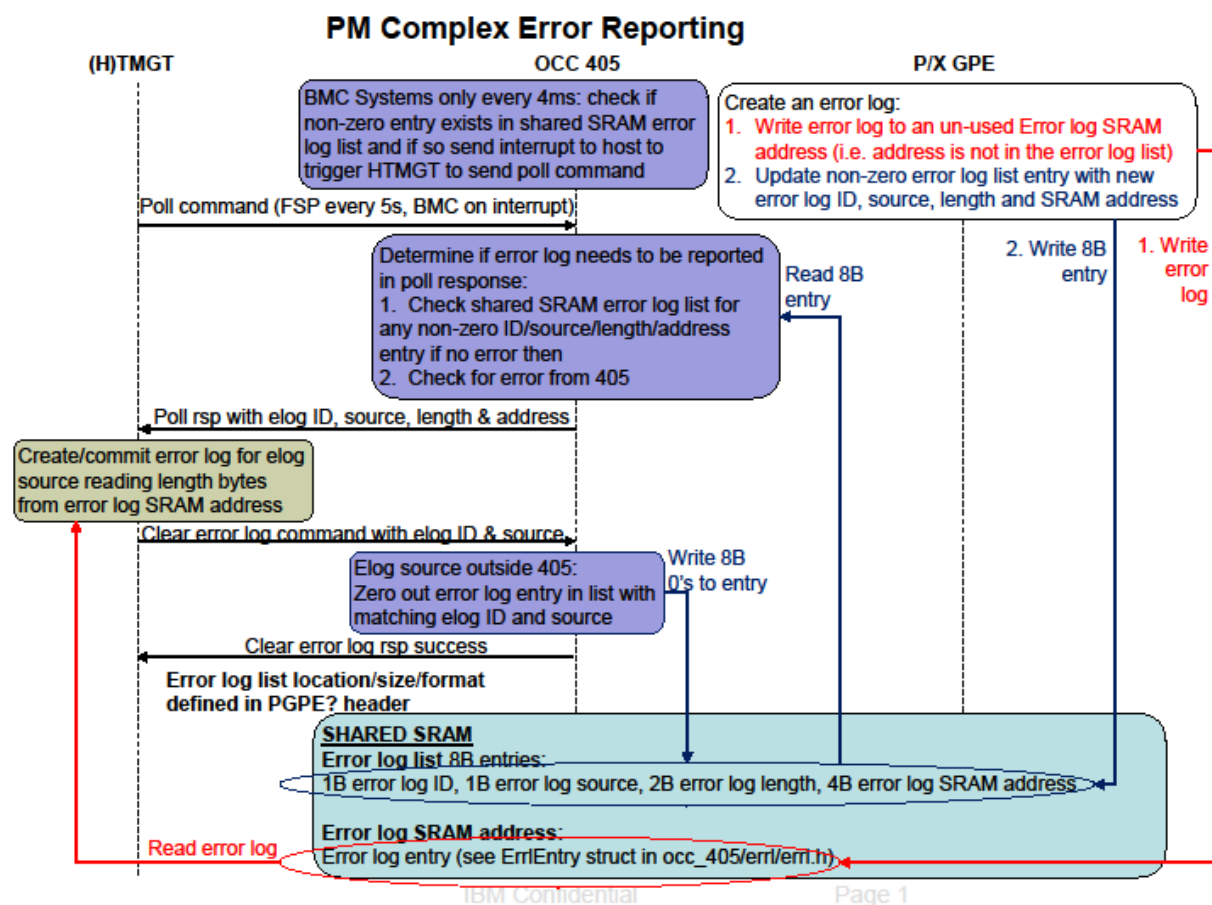 PM Complex Error Reporting
(H)TMGT
OCC 405
P/X GPE
BMC Systems only every 4ms: check if
non-zero entry exists in shared SRAM error
log list and if so send interrupt to host to
trigger HTMGT to send poll command
Create an error log:
1. Write error log to an un-used Error log SRAM
address (i.e. address is not in the error log list)
2. Update non-zero error log list entry with new
error log ID, source, length and SRAM address
Poll command (FSP every 5s, BMC on interrupt)
Determine if error log needs to be reported
in poll response:
1. Check shared SRAM error log list for
any non-zero ID/source/length/address
entry if no error then
2. Check for error from 405
Read 8B
entry
2. Write 8B
entry
1. Write
error
log
Poll rsp with elog ID, source, length & address
Create/commit error log for elog
source reading length bytes
from error log SRAM address
Clear error log command with elog ID & source
Elog source outside 405:
Zero out error log entry in list with
matching elog ID and source
Write 8B
0's to entry
Clear error log rsp success
Error log list location/size/format
defined in PGPE? header
SHARED SRAM
Error log list 8B entries:
1B error log ID, 1B error log source, 2B error log length, 4B error log SRAM address
Error log SRAM address:
Error log entry (see ErrlEntry struct in occ_405/errl/errl.h)
Read error log
IBM Confidential
Page 1